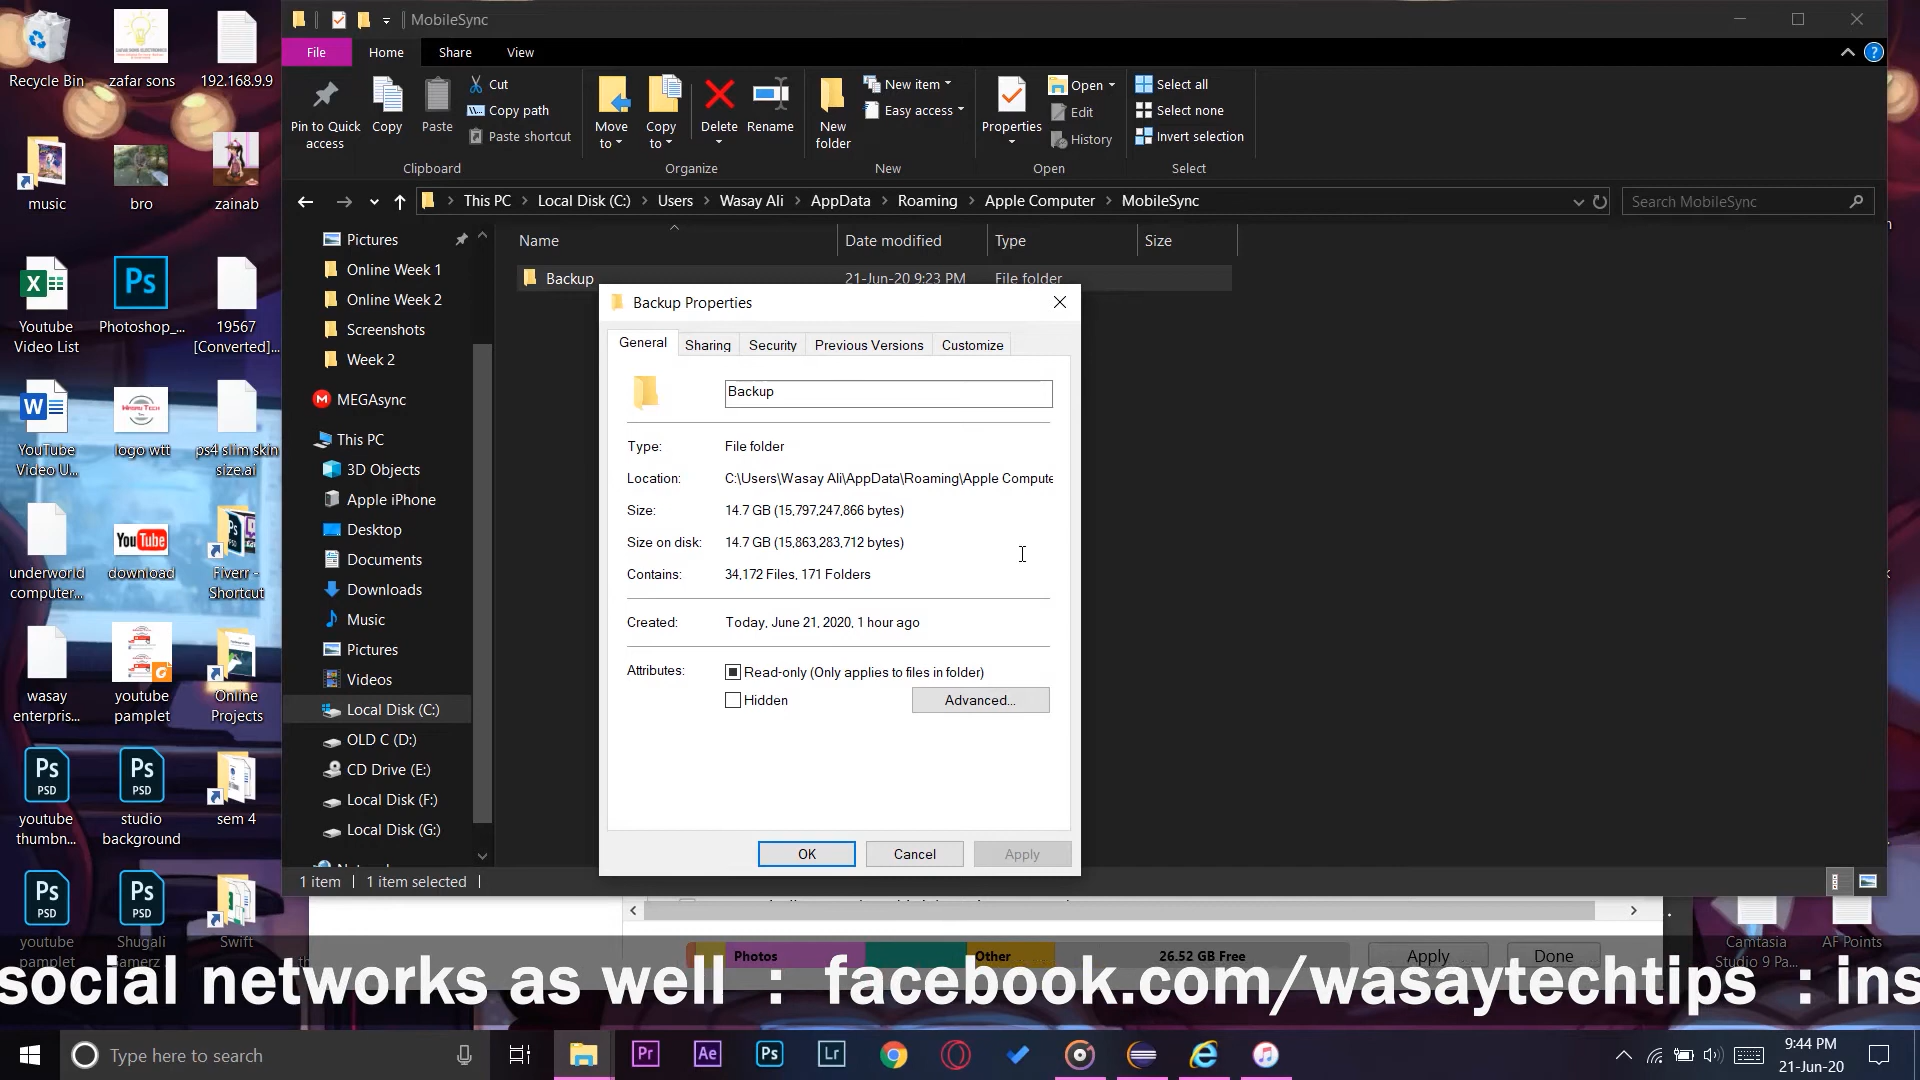 MobileSync
File
Home
Share
View
Pin to Quick access
Copy
Paste
Cut
Copy path
Paste shortcut
Clipboard
Move to
Copy to
Delete
Rename
Organize
New folder
New item
Easy access
New
Properties
Open
Edit
History
Open
Select all
Select none
Invert selection
Select
This PC > Local Disk (C:) > Users > Wasay Ali > AppData > Roaming > Apple Computer > MobileSync
Search MobileSync
Name
Date modified
Type
Size
Backup
21-Jun-20 9:23 PM
File folder
Pictures
Online Week 1
Online Week 2
Screenshots
Week 2
MEGAsync
This PC
3D Objects
Apple iPhone
Desktop
Documents
Downloads
Music
Pictures
Videos
Local Disk (C:)
OLD C (D:)
CD Drive (E:)
Local Disk (F:)
Local Disk (G:)
1 item
1 item selected
Backup Properties
General
Sharing
Security
Previous Versions
Customize
Backup
Type: File folder
Location: C:\Users\Wasay Ali\AppData\Roaming\Apple Compute
Size: 14.7 GB (15,797,247,866 bytes)
Size on disk: 14.7 GB (15,863,283,712 bytes)
Contains: 34,172 Files, 171 Folders
Created: Today, June 21, 2020, 1 hour ago
Attributes: Read-only (Only applies to files in folder)
Hidden
Advanced...
OK
Cancel
Apply
Recycle Bin
zafar sons
192.168.9.9
music
bro
zainab
Youtube Video List
Photoshop_...
19567 [Converted]...
YouTube Video U...
logo wtt
ps4 slim skin size.ai
underworld computer...
download
Fiverr - Shortcut
wasay enterpris...
youtube pamplet
Online Projects
youtube thumbn...
studio background
sem 4
youtube pamplet
Shugali
Swift
Camtasia Studio 9 Pa...
AF Points
Photos
Other
26.52 GB Free
Apply
Done
social networks as well : facebook.com/wasaytechtips : ins
Type here to search
9:44 PM
21-Jun-20